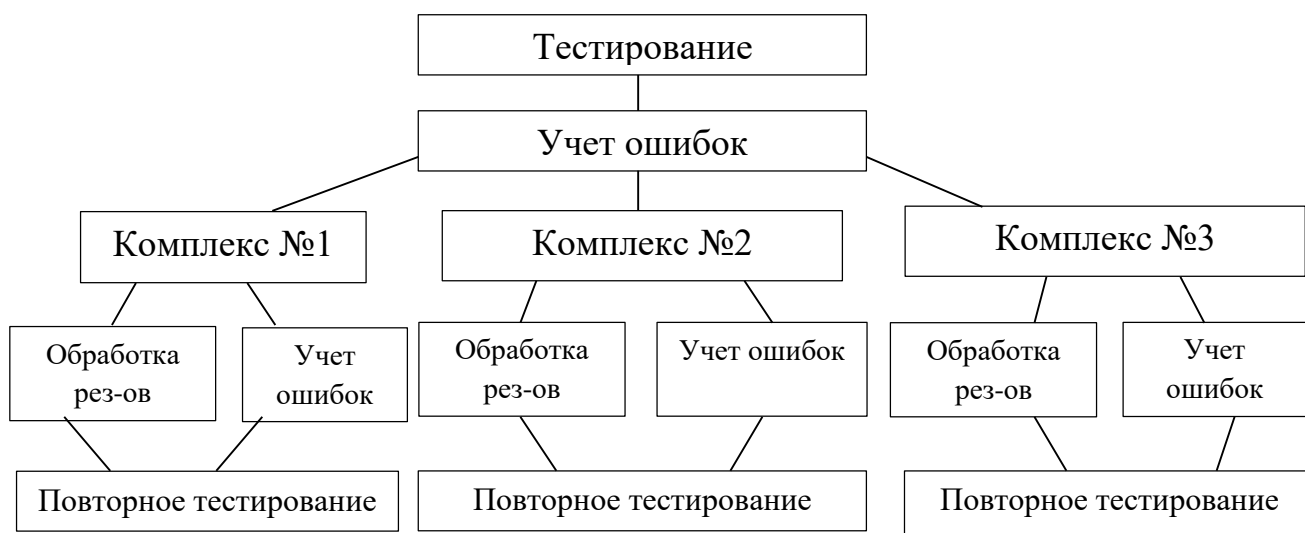 Тестирование
Учет ошибок
Комплекс №1
Комплекс №2
Комплекс №3
Обработка
рез-ов
Учет
ошибок
Обработка
рез-ов
Учет ошибок
Обработка
рез-ов
Учет
ошибок
Повторное тестирование
Повторное тестирование
Повторное тестирование